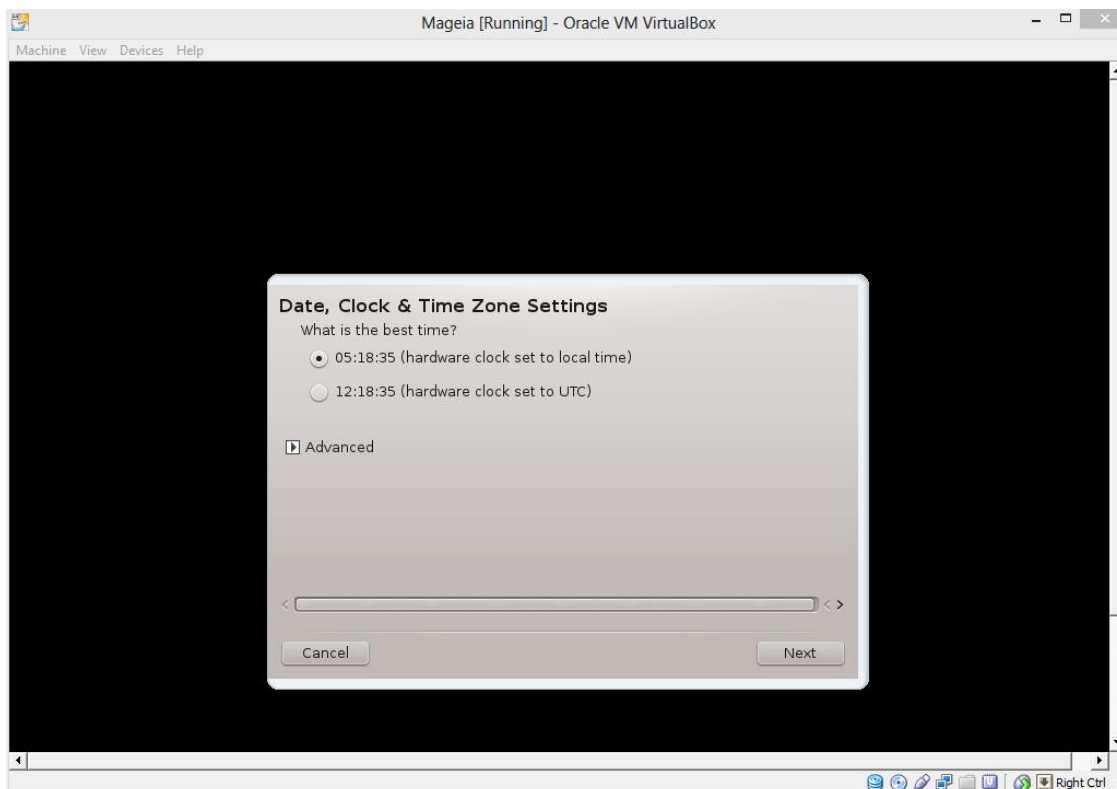 Mageia [Running] - Oracle VM VirtualBox
Machine View Devices Help
Date, Clock & Time Zone Settings
What is the best time?
05:18:35 (hardware clock set to local time)
12:18:35 (hardware clock set to UTC)
Advanced
Cancel Next
Right Ctrl